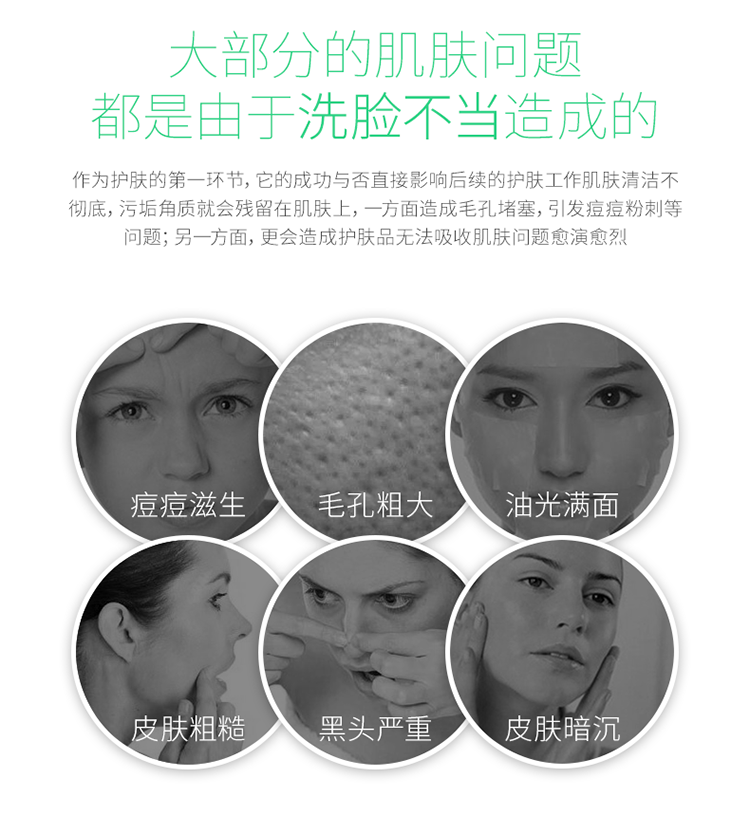 大部分的肌肤问题
都是由于洗脸不当造成的
作为护肤的第一环节，它的成功与否直接影响后续的护肤工作肌肤清洁不
彻底，污垢角质就会残留在肌肤上，一方面造成毛孔堵塞，引发痘痘粉刺等
问题；另一方面，更会造成护肤品无法吸收肌肤问题愈演愈烈
痘痘滋生
毛孔粗大
油光满面
皮肤粗糙
黑头严重
皮肤暗沉